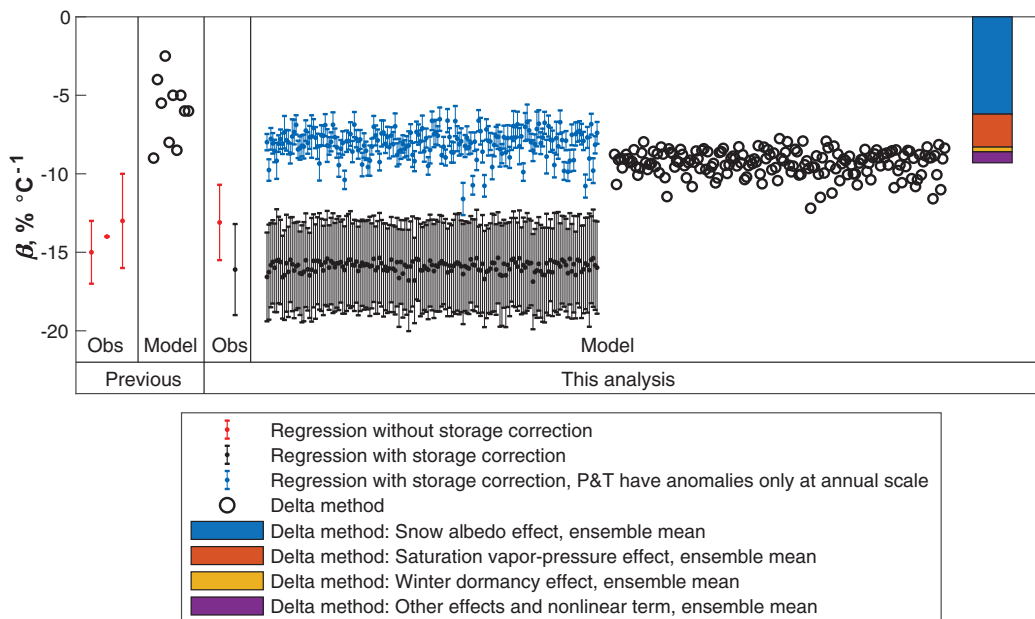 0
-5
-10
-15
-20
β, % °C-1
Obs Model Obs Model
Previous This analysis
Regression without storage correction
Regression with storage correction
Regression with storage correction, P&T have anomalies only at annual scale
Delta method
Delta method: Snow albedo effect, ensemble mean
Delta method: Saturation vapor-pressure effect, ensemble mean
Delta method: Winter dormancy effect, ensemble mean
Delta method: Other effects and nonlinear term, ensemble mean